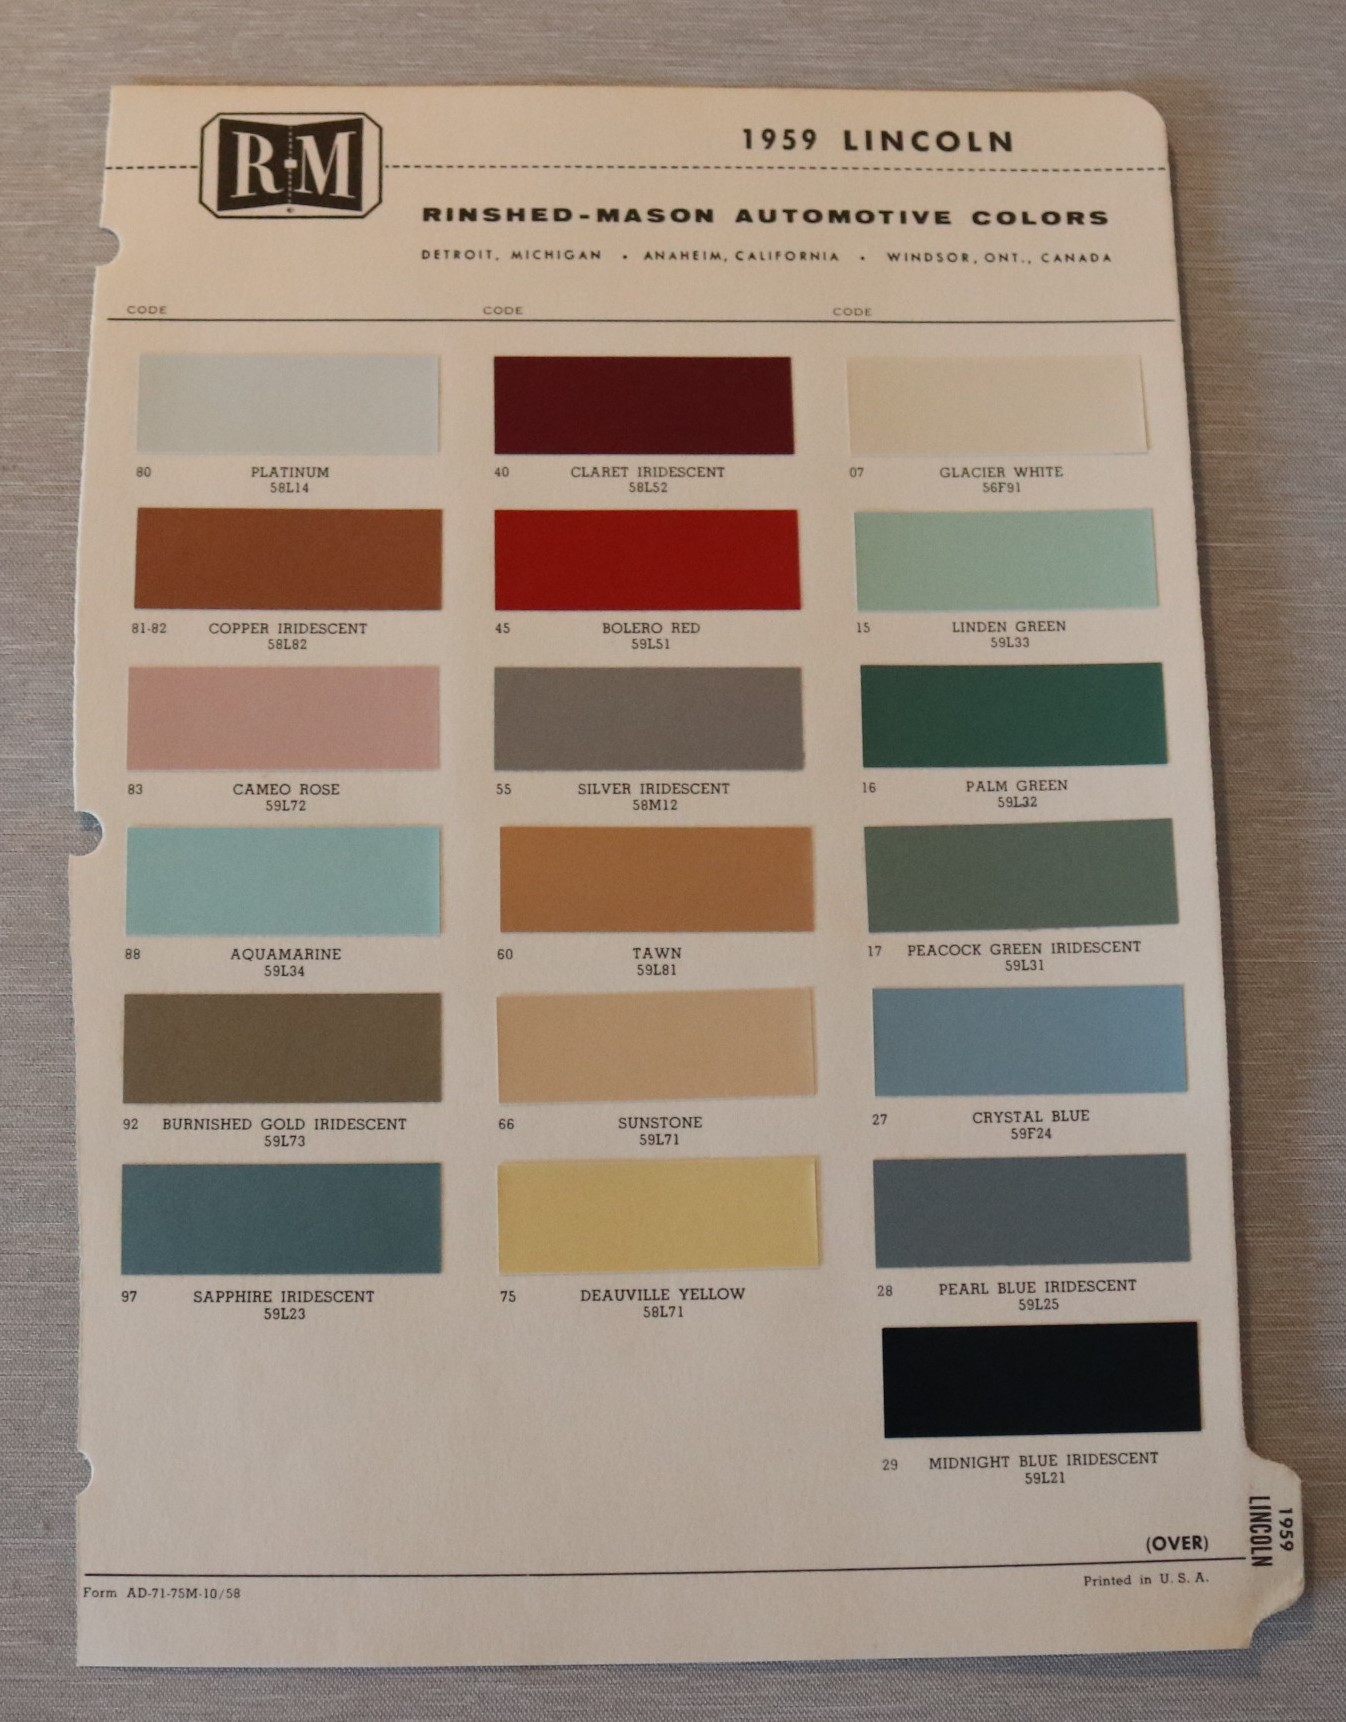 R·M
1959 LINCOLN
RINSHED-MASON AUTOMOTIVE COLORS
DETROIT, MICHIGAN • ANAHEIM, CALIFORNIA • WINDSOR, ONT., CANADA
CODE CODE CODE
80 PLATINUM
58L14
40 CLARET IRIDESCENT
58L52
07 GLACIER WHITE
56F91
81-82 COPPER IRIDESCENT
58L82
45 BOLERO RED
59L51
15 LINDEN GREEN
59L33
83 CAMEO ROSE
59L72
55 SILVER IRIDESCENT
58M12
16 PALM GREEN
59L32
88 AQUAMARINE
59L34
60 TAWN
59L81
17 PEACOCK GREEN IRIDESCENT
59L31
92 BURNISHED GOLD IRIDESCENT
59L73
66 SUNSTONE
59L71
27 CRYSTAL BLUE
59F24
97 SAPPHIRE IRIDESCENT
59L23
75 DEAUVILLE YELLOW
58L71
28 PEARL BLUE IRIDESCENT
59L25
29 MIDNIGHT BLUE IRIDESCENT
59L21
(OVER)
1959
LINCOLN
Form AD-71-75M-10/58
Printed in U. S. A.